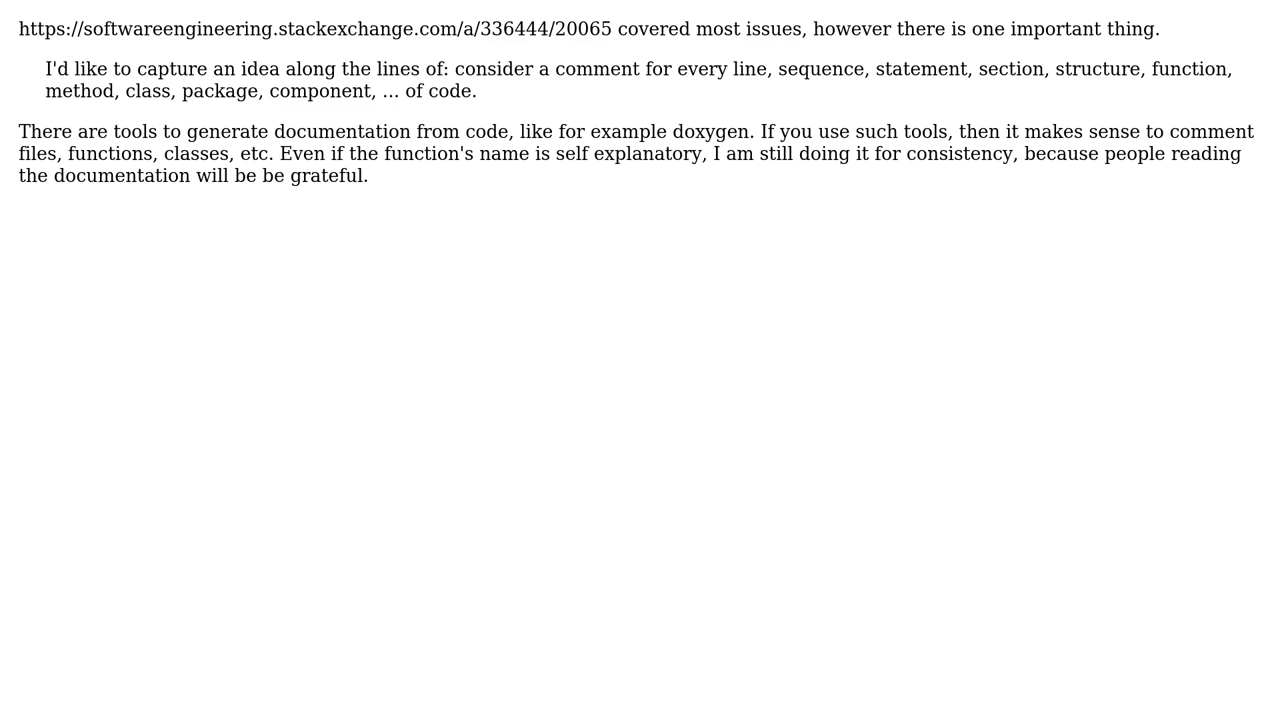 https://softwareengineering.stackexchange.com/a/336444/20065 covered most issues, however there is one important thing.
I'd like to capture an idea along the lines of: consider a comment for every line, sequence, statement, section, structure, function,
method, class, package, component, ... of code.
There are tools to generate documentation from code, like for example doxygen. If you use such tools, then it makes sense to comment
files, functions, classes, etc. Even if the function's name is self explanatory, I am still doing it for consistency, because people reading
the documentation will be be grateful.